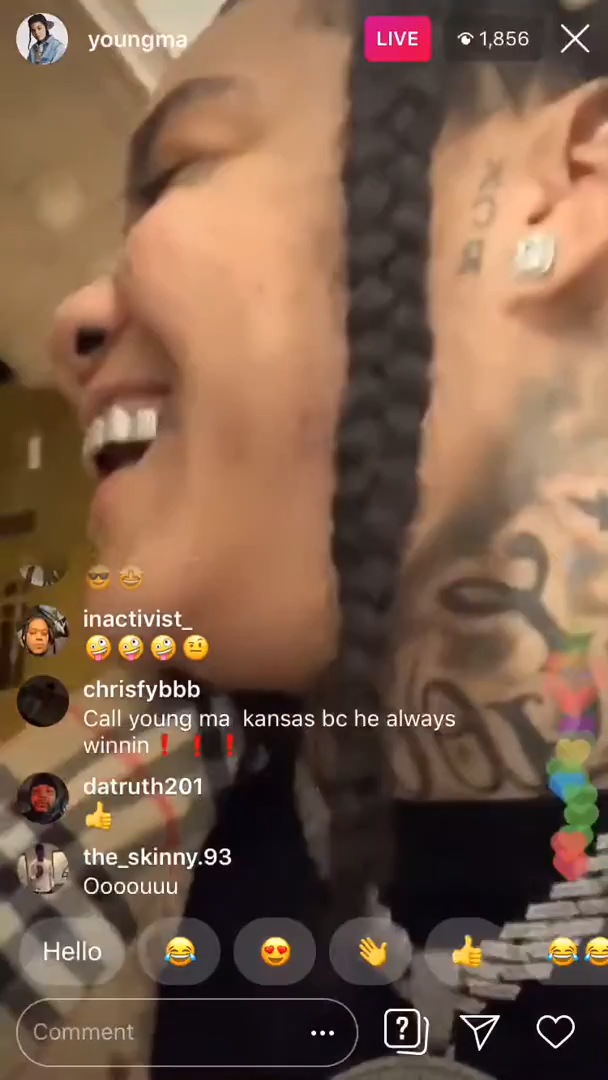 youngma
LIVE
1,856
😎🤩
inactivist_
🤪🤪🤪🤨
chrisfybbb
Call young ma kansas bc he always
winnin❗❗❗
datruth201
👍
the_skinny.93
Oooouuu
Hello 😂 😍 👋 👍 😂😂
Comment ...
?